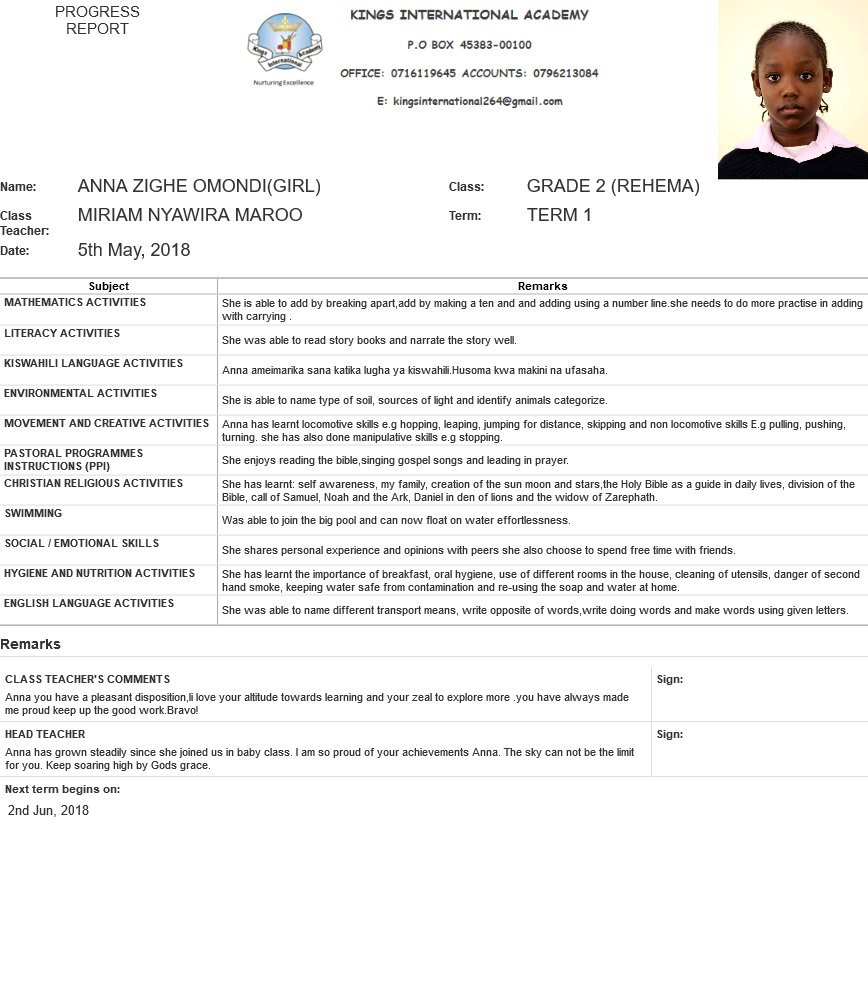 PROGRESS
REPORT
KINGS INTERNATIONAL ACADEMY
P.O BOX 45383-00100
OFFICE: 0716119645 ACCOUNTS: 0796213084
E: kingsinternational264@gmail.com
Kings International Academy
Nurturing Excellence
Name: ANNA ZIGHE OMONDI(GIRL) Class: GRADE 2 (REHEMA)
Class Teacher: MIRIAM NYAWIRA MAROO Term: TERM 1
Date: 5th May, 2018
Subject Remarks
MATHEMATICS ACTIVITIES She is able to add by breaking apart,add by making a ten and and adding using a number line.she needs to do more practise in adding
with carrying .
LITERACY ACTIVITIES She was able to read story books and narrate the story well.
KISWAHILI LANGUAGE ACTIVITIES Anna ameimarika sana katika lugha ya kiswahili.Husoma kwa makini na ufasaha.
ENVIRONMENTAL ACTIVITIES She is able to name type of soil, sources of light and identify animals categorize.
MOVEMENT AND CREATIVE ACTIVITIES Anna has learnt locomotive skills e.g hopping, leaping, jumping for distance, skipping and non locomotive skills E.g pulling, pushing,
turning. she has also done manipulative skills e.g stopping.
PASTORAL PROGRAMMES
INSTRUCTIONS (PPI) She enjoys reading the bible,singing gospel songs and leading in prayer.
CHRISTIAN RELIGIOUS ACTIVITIES She has learnt: self awareness, my family, creation of the sun moon and stars,the Holy Bible as a guide in daily lives, division of the
Bible, call of Samuel, Noah and the Ark, Daniel in den of lions and the widow of Zarephath.
SWIMMING Was able to join the big pool and can now float on water effortlessness.
SOCIAL / EMOTIONAL SKILLS She shares personal experience and opinions with peers she also choose to spend free time with friends.
HYGIENE AND NUTRITION ACTIVITIES She has learnt the importance of breakfast, oral hygiene, use of different rooms in the house, cleaning of utensils, danger of second
hand smoke, keeping water safe from contamination and re-using the soap and water at home.
ENGLISH LANGUAGE ACTIVITIES She was able to name different transport means, write opposite of words,write doing words and make words using given letters.
Remarks
CLASS TEACHER'S COMMENTS Sign:
Anna you have a pleasant disposition,Ii love your altitude towards learning and your zeal to explore more .you have always made
me proud keep up the good work.Bravo!
HEAD TEACHER Sign:
Anna has grown steadily since she joined us in baby class. I am so proud of your achievements Anna. The sky can not be the limit
for you. Keep soaring high by Gods grace.
Next term begins on:
2nd Jun, 2018